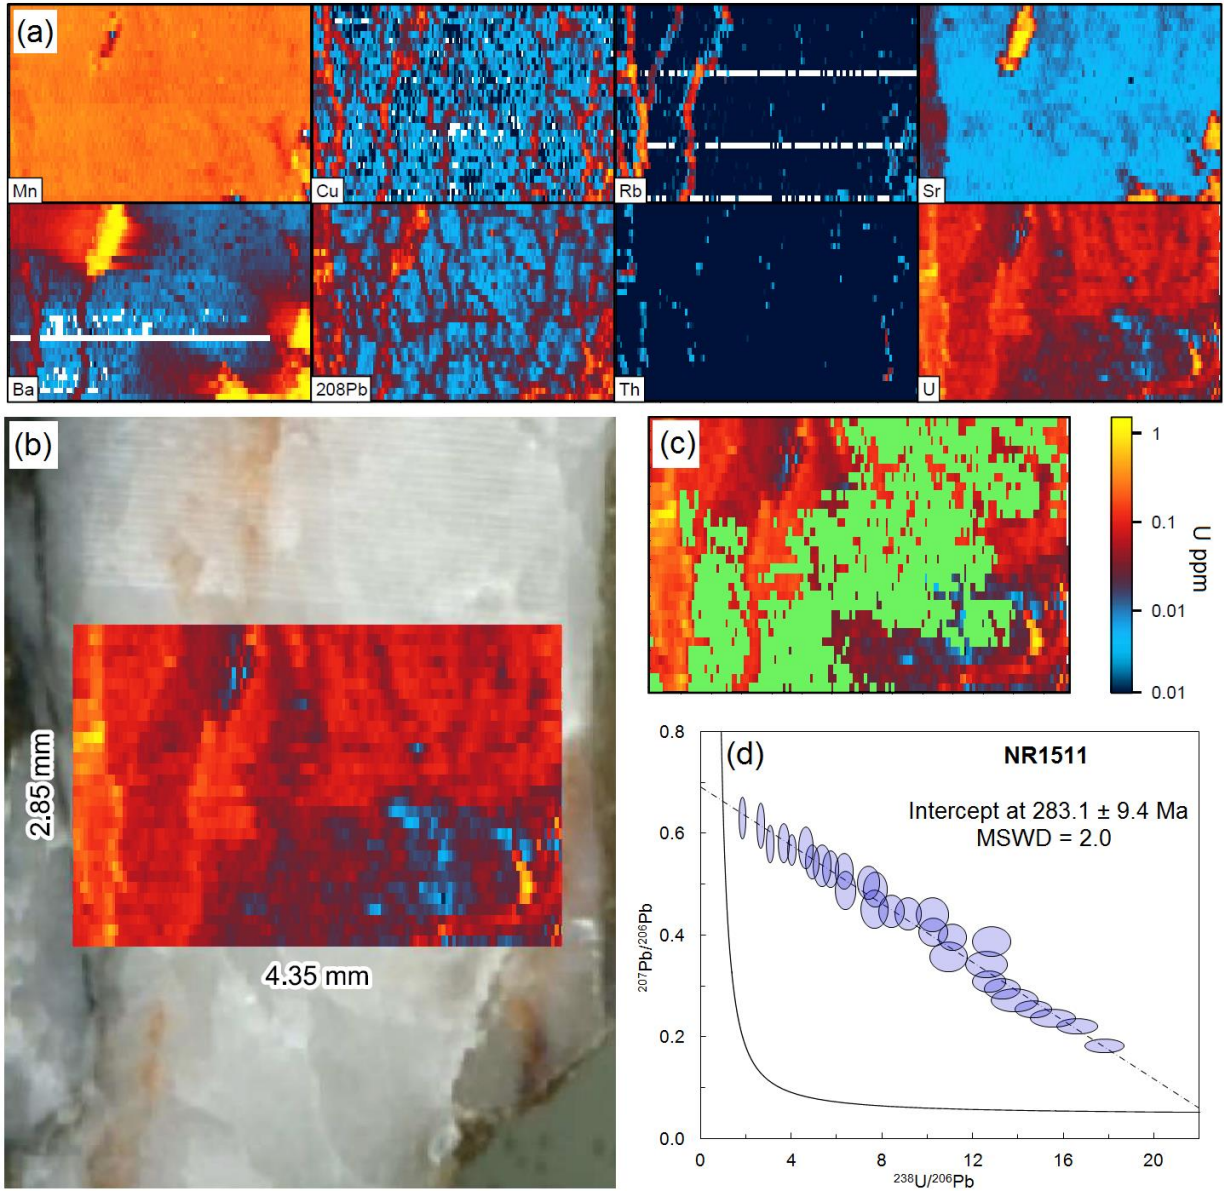 (a)
Mn
Cu
Rb
Sr
Ba
208Pb
Th
U
(b)
2.85 mm
4.35 mm
(c)
1
0.1
0.01
0.01
U ppm
(d)
NR1511
Intercept at 283.1 ± 9.4 Ma
MSWD = 2.0
0.8
0.6
0.4
0.2
0.0
²⁰⁷Pb/²⁰⁶Pb
0 4 8 12 16 20
²³⁸U/²⁰⁶Pb